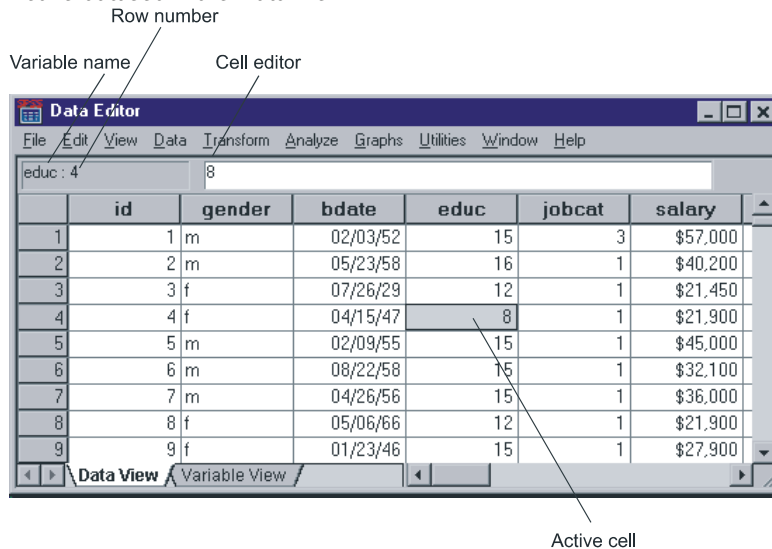 Row number
Variable name
Cell editor
Data Editor
File Edit View Data Transform Analyze Graphs Utilities Window Help
educ : 4 8
id gender bdate educ jobcat salary
1 1 m 02/03/52 15 3 $57,000
2 2 m 05/23/58 16 1 $40,200
3 3 f 07/26/29 12 1 $21,450
4 4 f 04/15/47 8 1 $21,900
5 5 m 02/09/55 15 1 $45,000
6 6 m 08/22/58 15 1 $32,100
7 7 m 04/26/56 15 1 $36,000
8 8 f 05/06/66 12 1 $21,900
9 9 f 01/23/46 15 1 $27,900
Data View Variable View
Active cell